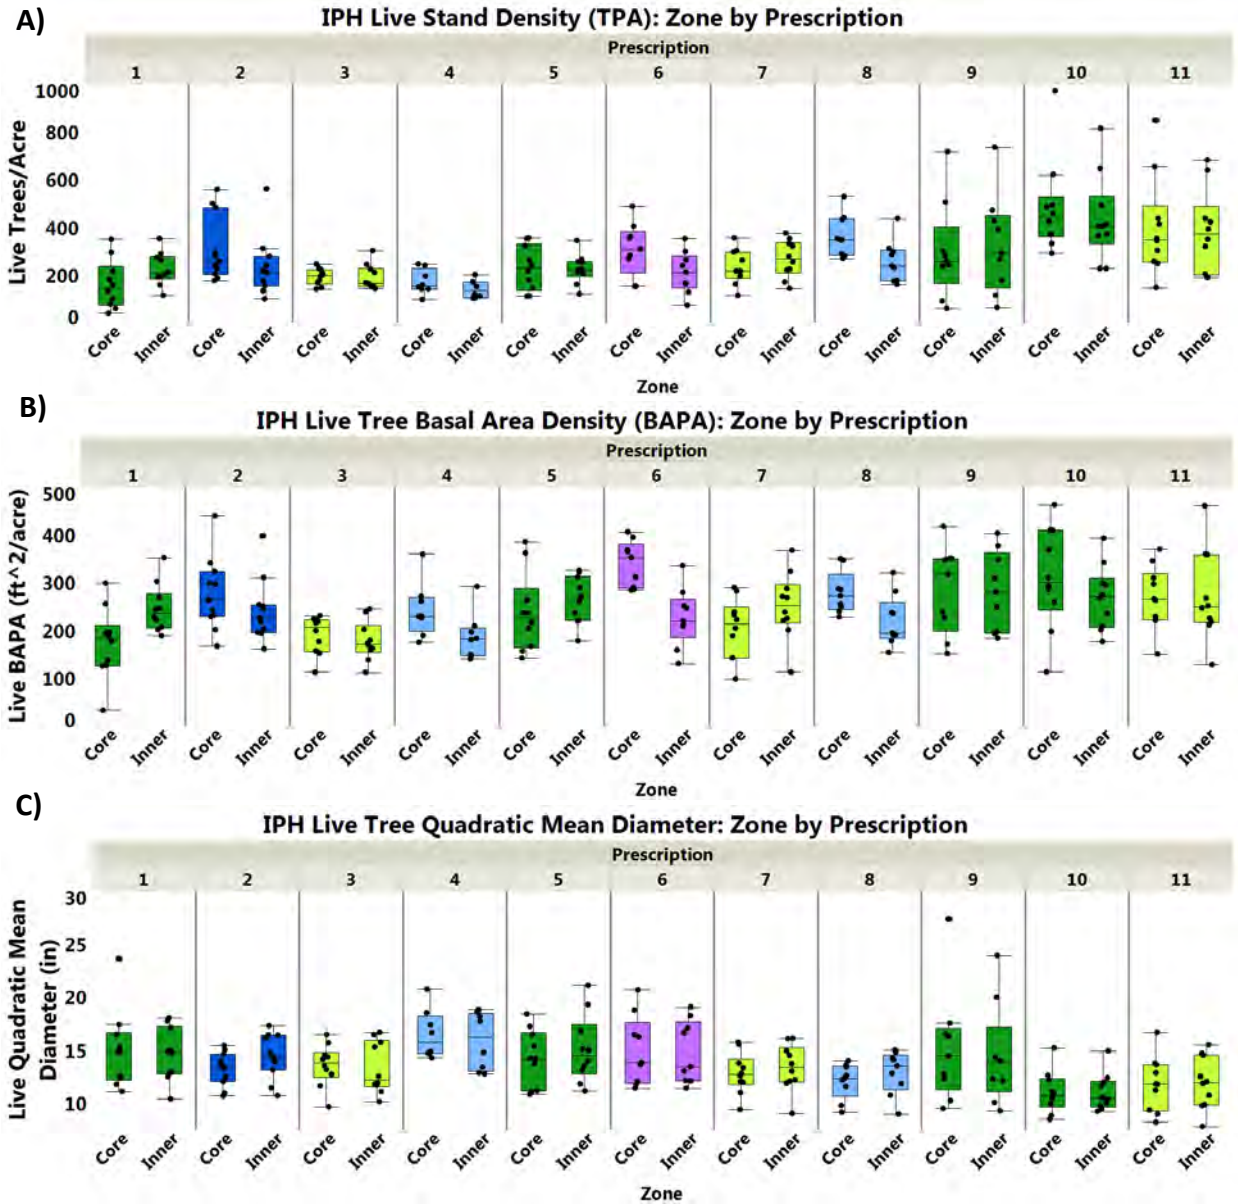 A)
IPH Live Stand Density (TPA): Zone by Prescription
Prescription
1 2 3 4 5 6 7 8 9 10 11
Live Trees/Acre
1000
800
600
400
200
0
Core Inner Core Inner Core Inner Core Inner Core Inner Core Inner Core Inner Core Inner Core Inner Core Inner Core Inner
Zone
B)
IPH Live Tree Basal Area Density (BAPA): Zone by Prescription
Prescription
1 2 3 4 5 6 7 8 9 10 11
Live BAPA (ft^2/acre)
500
400
300
200
100
0
Core Inner Core Inner Core Inner Core Inner Core Inner Core Inner Core Inner Core Inner Core Inner Core Inner Core Inner
Zone
C)
IPH Live Tree Quadratic Mean Diameter: Zone by Prescription
Prescription
1 2 3 4 5 6 7 8 9 10 11
Live Quadratic Mean
Diameter (in)
30
25
20
15
10
Core Inner Core Inner Core Inner Core Inner Core Inner Core Inner Core Inner Core Inner Core Inner Core Inner Core Inner
Zone